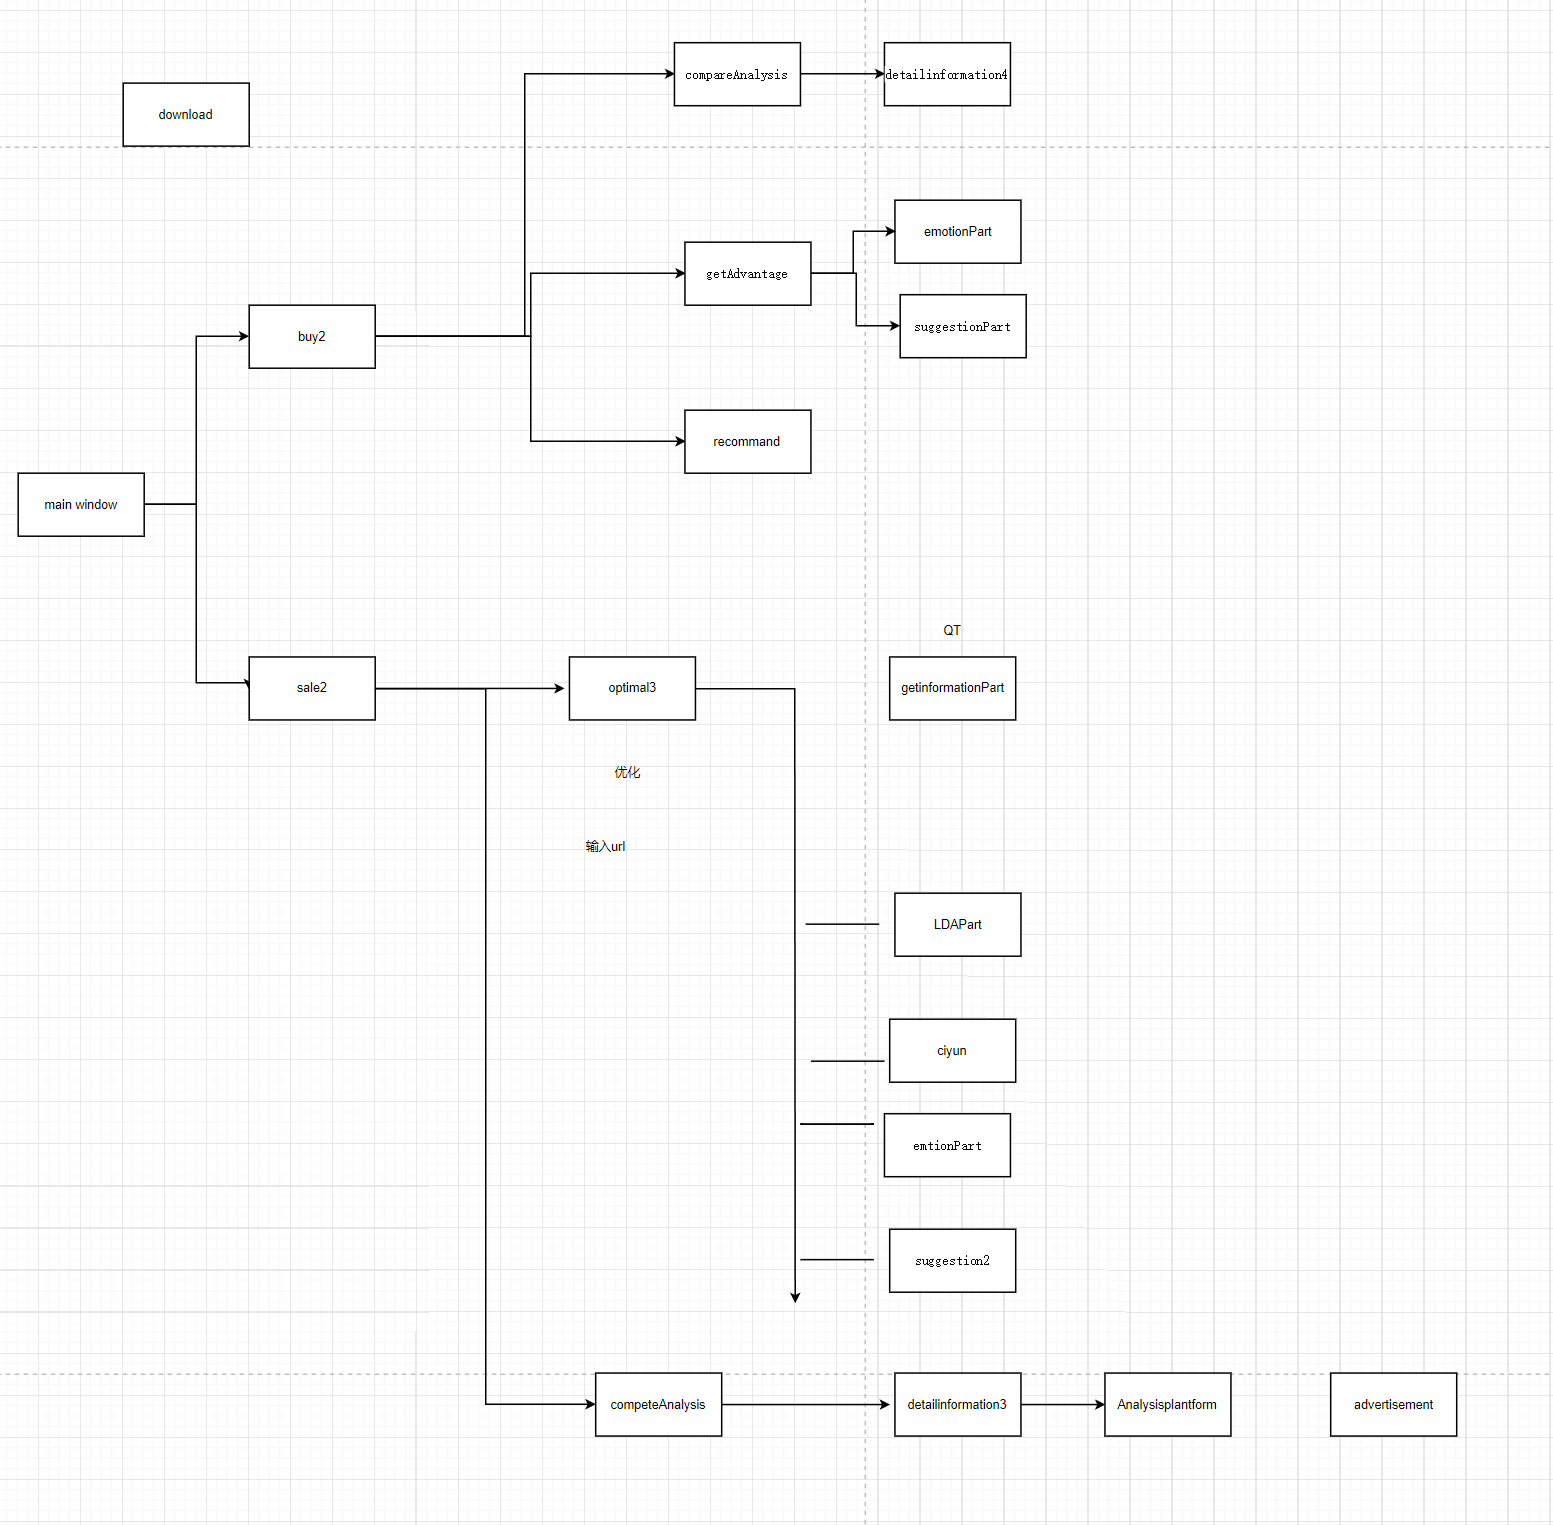 compareAnalysis
detailinformation4
download
emotionPart
getAdvantage
suggestionPart
buy2
recommand
main window
QT
sale2
optimal3
getinformationPart
优化
输入url
LDAPart
ciyun
emtionPart
suggestion2
competeAnalysis
detailinformation3
Analysisplantform
advertisement